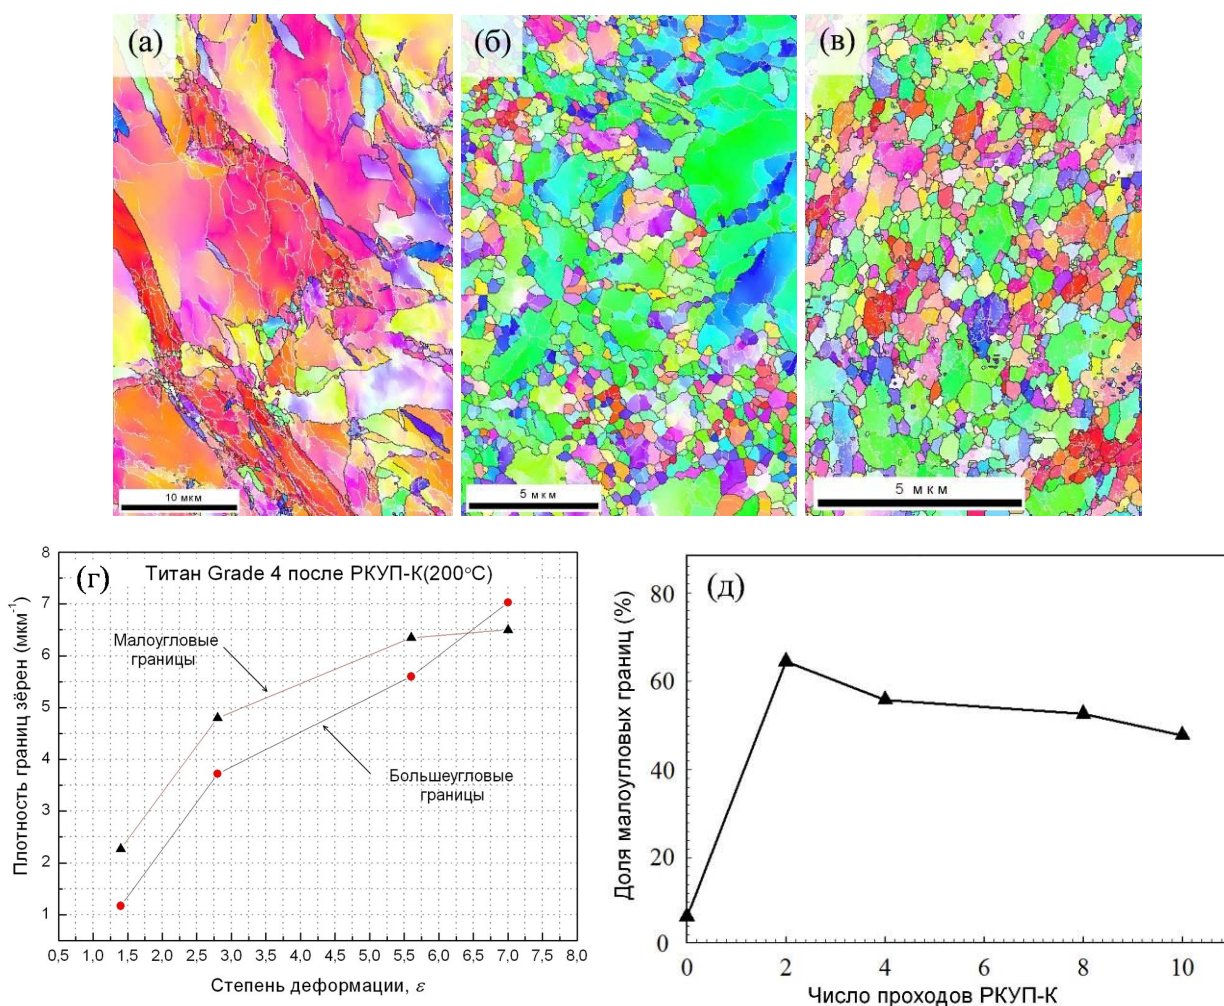 (а)
(б)
(в)
10 мкм
5 мкм
5 мкм
(г)
Титан Grade 4 после РКУП-К(200°С)
Малоугловые
границы
Большеугловые
границы
Плотность границ зёрен (мкм⁻¹)
8
7
6
5
4
3
2
1
0,5 1,0 1,5 2,0 2,5 3,0 3,5 4,0 4,5 5,0 5,5 6,0 6,5 7,0 7,5 8,0
Степень деформации, ε
(д)
Доля малоугловых границ (%)
80
60
40
20
0
0 2 4 6 8 10
Число проходов РКУП-К